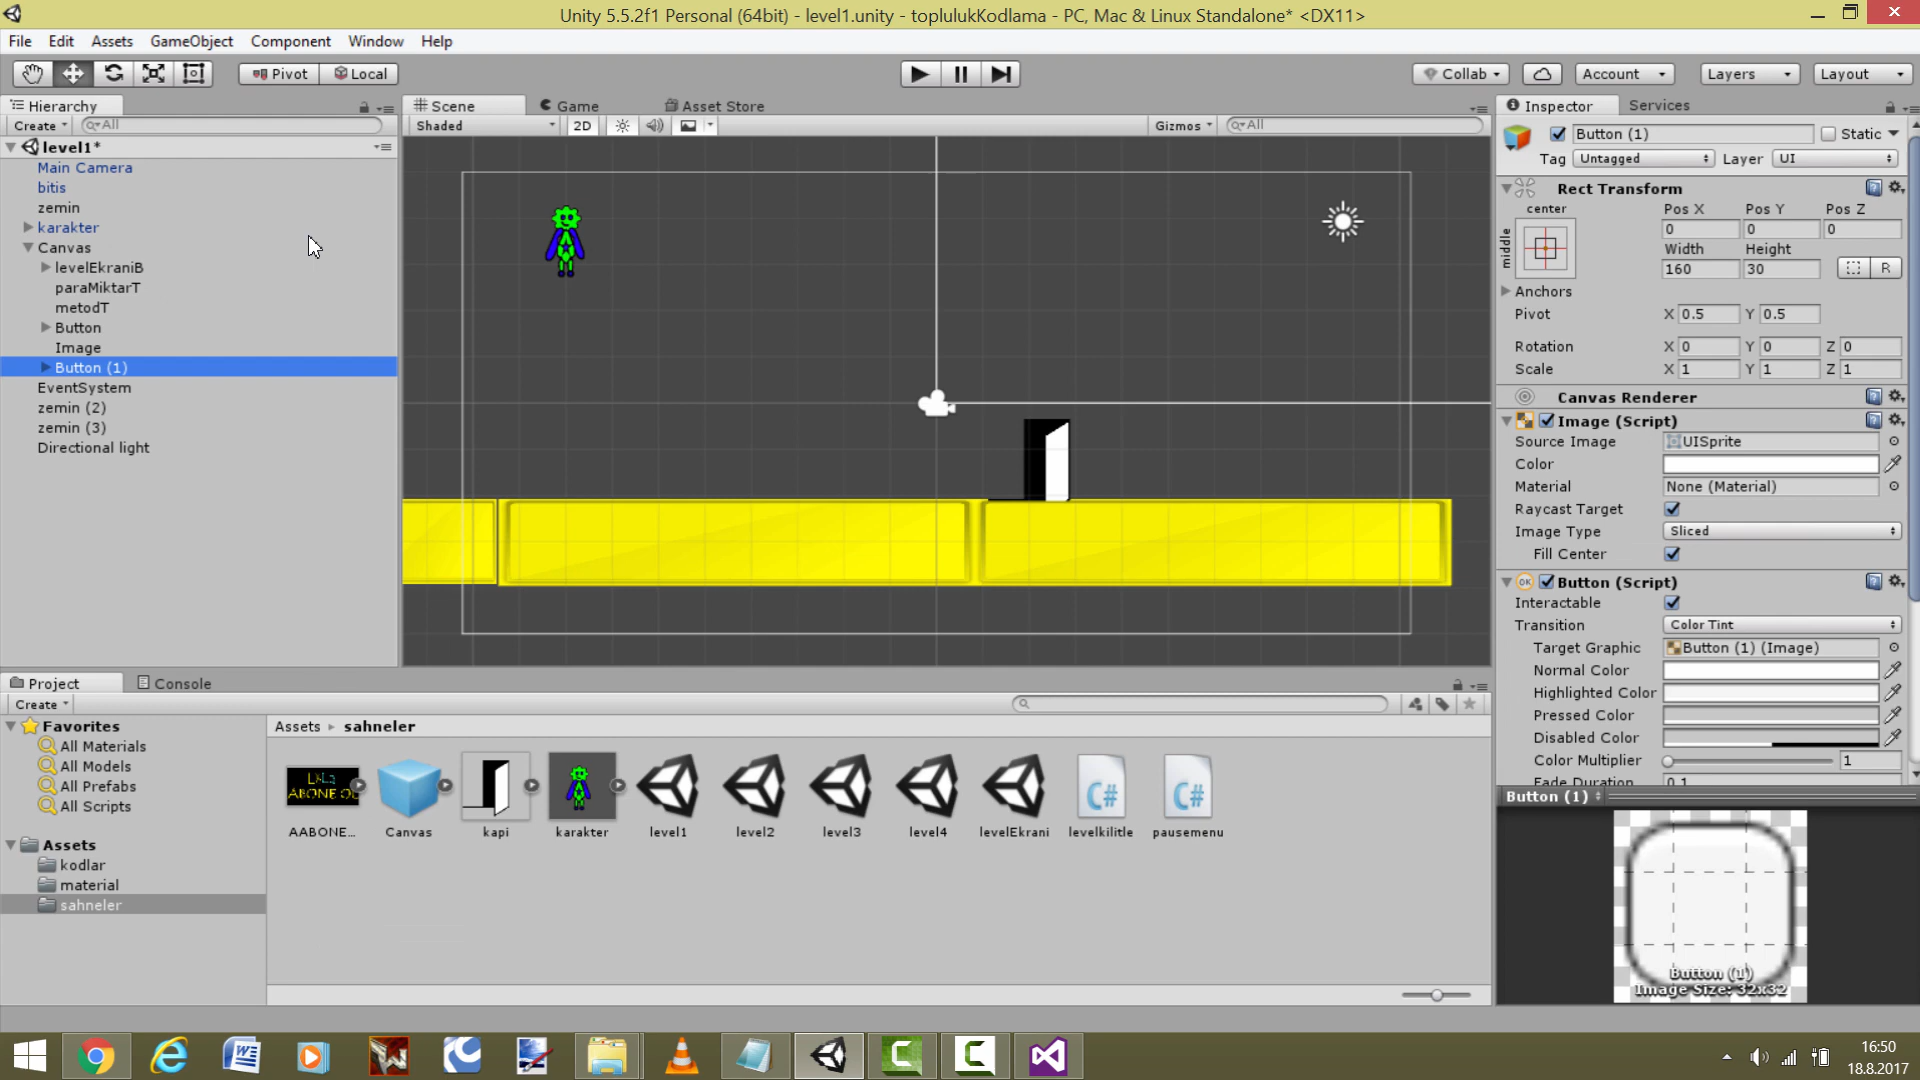 Unity 5.5.2f1 Personal (64bit) - level1.unity - toplulukKodlama - PC, Mac & Linux Standalone* <DX11>
File Edit Assets GameObject Component Window Help
Pivot Local Collab Account Layers Layout
Hierarchy
Create All
level1*
Main Camera
bitis
zemin
karakter
Canvas
levelEkraniB
paraMiktarT
metodT
Button
Image
Button (1)
EventSystem
zemin (2)
zemin (3)
Directional light
Scene Game Asset Store
Shaded 2D Gizmos All
Inspector Services
Button (1) Static
Tag Untagged Layer UI
Rect Transform
center
middle
Pos X Pos Y Pos Z
0 0 0
Width Height
160 30 R
Anchors
Pivot X 0.5 Y 0.5
Rotation X 0 Y 0 Z 0
Scale X 1 Y 1 Z 1
Canvas Renderer
Image (Script)
Source Image UISprite
Color
Material None (Material)
Raycast Target
Image Type Sliced
Fill Center
Button (Script)
OK
Interactable
Transition Color Tint
Target Graphic Button (1) (Image)
Normal Color
Highlighted Color
Pressed Color
Disabled Color
Color Multiplier 1
Fade Duration 0.1
Button (1)
Button (1)
Image Size: 32x32
Project Console
Create
Favorites
All Materials
All Models
All Prefabs
All Scripts
Assets
kodlar
material
sahneler
Assets sahneler
ABONE
AABONE... Canvas kapi karakter level1 level2 level3 level4 levelEkrani levelkilitle pausemenu
C# C#
16:50
18.8.2017